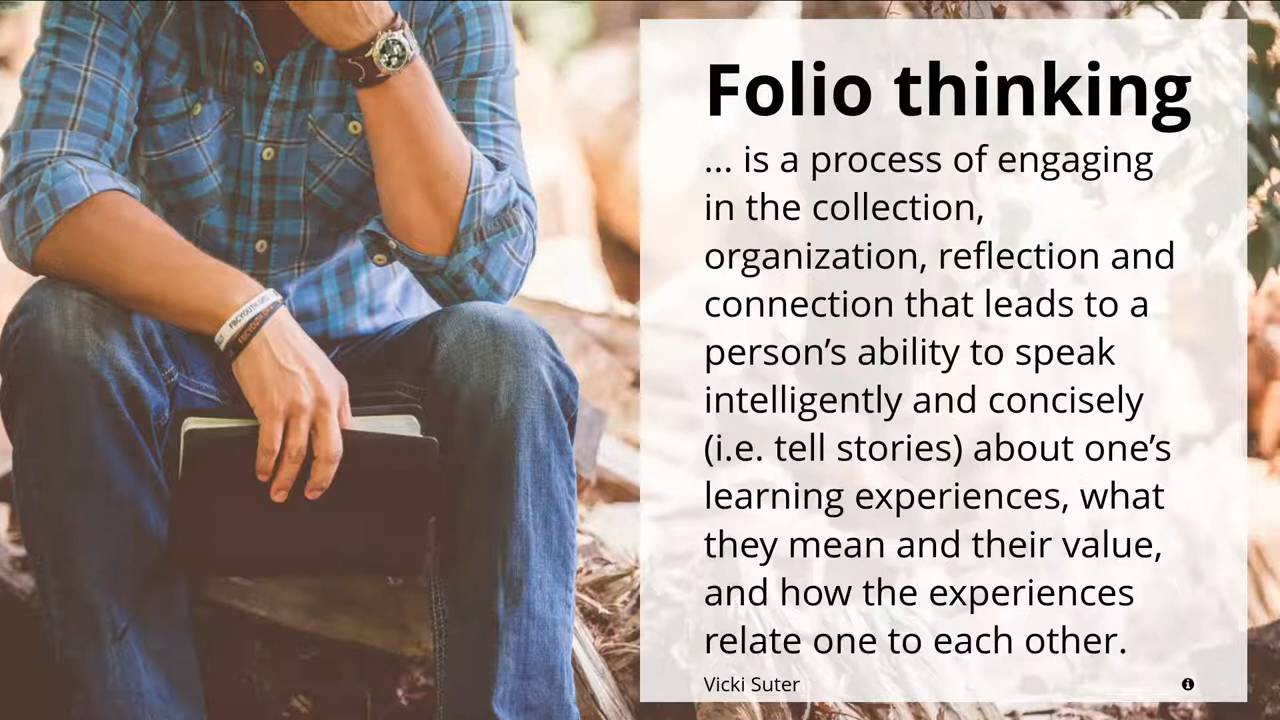 Folio thinking
... is a process of engaging
in the collection,
organization, reflection and
connection that leads to a
person's ability to speak
intelligently and concisely
(i.e. tell stories) about one's
learning experiences, what
they mean and their value,
and how the experiences
relate one to each other.
Vicki Suter
FBCYOUTH.ORG